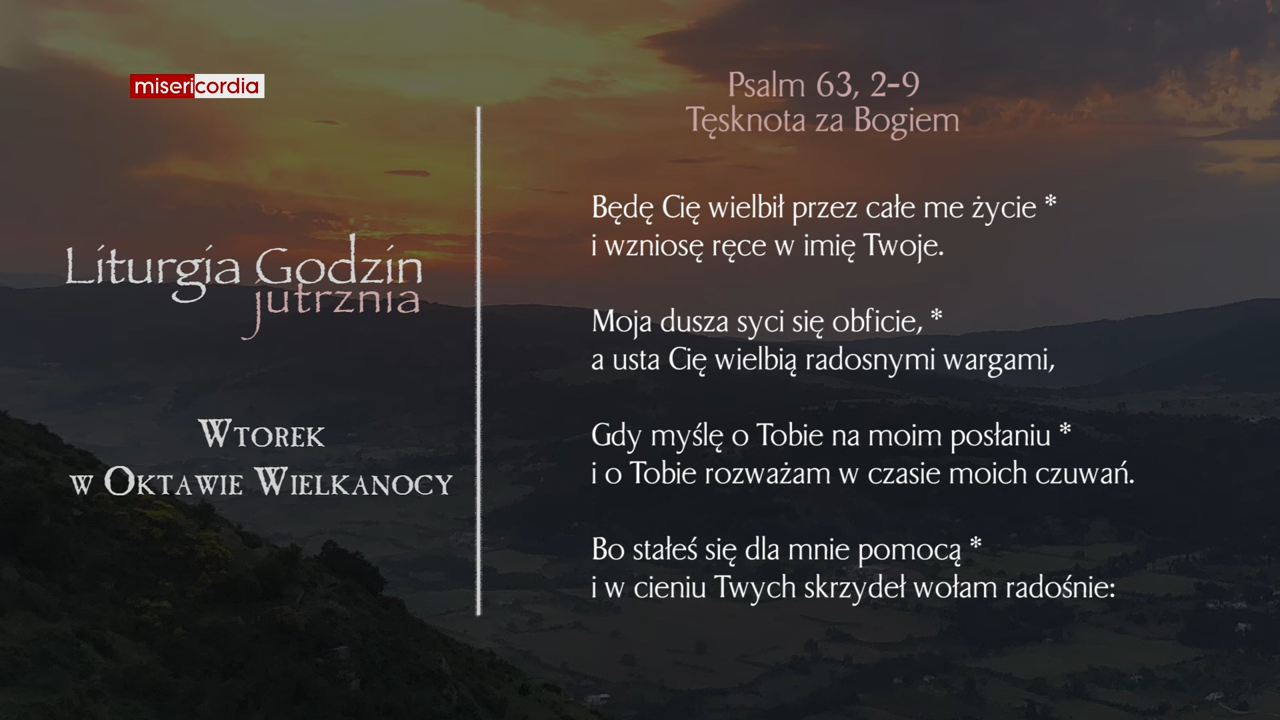 misericordia
Liturgia Godzin
jutrznia
Wtorek
w Oktawie Wielkanocy
Psalm 63, 2-9
Tęsknota za Bogiem
Będę Cię wielbił przez całe me życie *
i wzniosę ręce w imię Twoje.
Moja dusza syci się obficie, *
a usta Cię wielbią radosnymi wargami,
Gdy myślę o Tobie na moim posłaniu *
i o Tobie rozważam w czasie moich czuwań.
Bo stałeś się dla mnie pomocą *
i w cieniu Twych skrzydeł wołam radośnie: